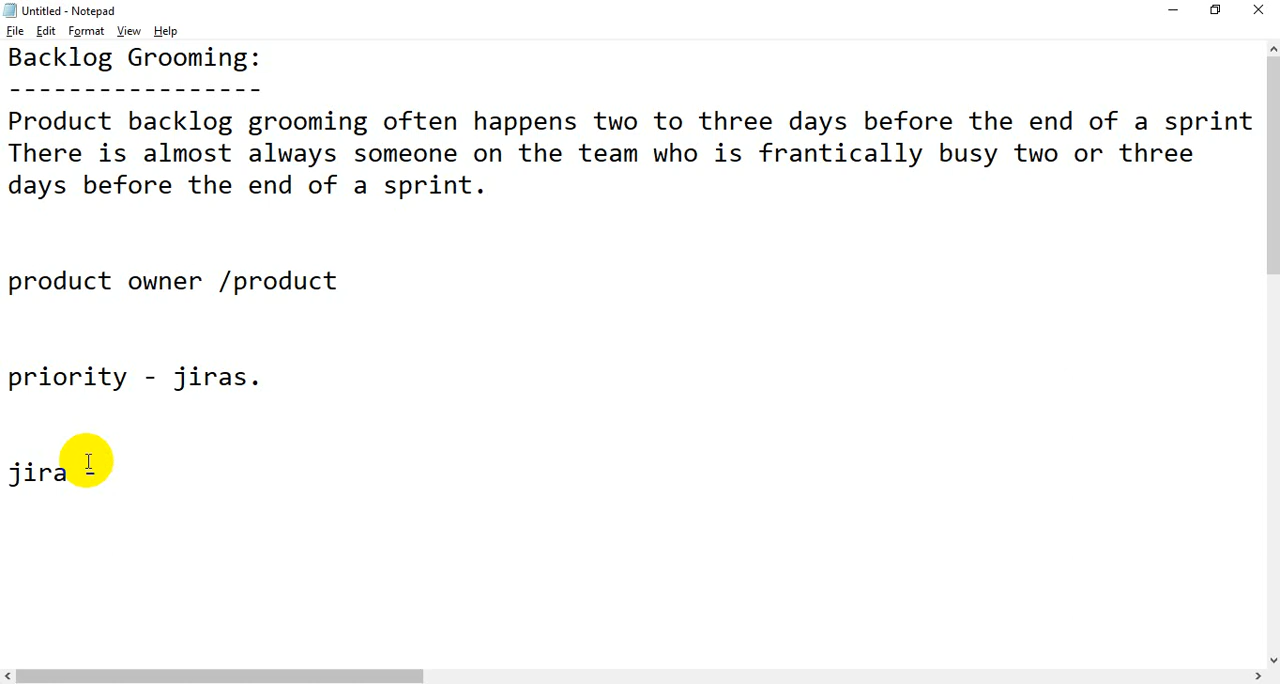 Untitled - Notepad
File Edit Format View Help
Backlog Grooming:
-----------------
Product backlog grooming often happens two to three days before the end of a sprint
There is almost always someone on the team who is frantically busy two or three
days before the end of a sprint.
product owner /product
priority - jiras.
jira -